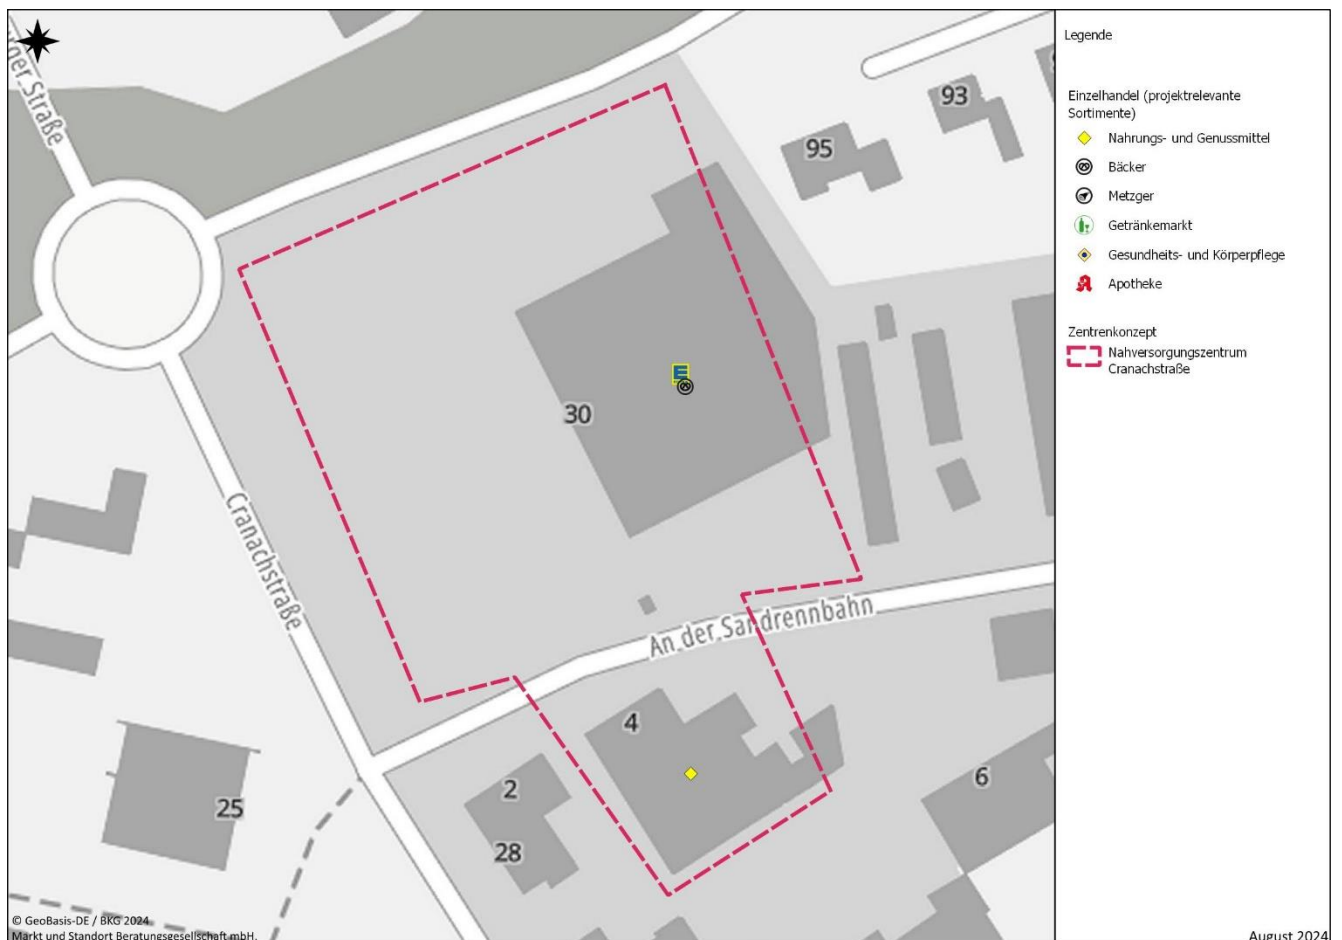 rger Straße
93
95
30
Cranachstraße
An der Sandrennbahn
4
2
6
25
28
© GeoBasis-DE / BKG 2024
Markt und Standort Beratungsgesellschaft mbH.
Legende
Einzelhandel (projektrelevante
Sortimente)
Nahrungs- und Genussmittel
Bäcker
Metzger
Getränkemarkt
Gesundheits- und Körperpflege
Apotheke
Zentrenkonzept
Nahversorgungszentrum
Cranachstraße
August 2024